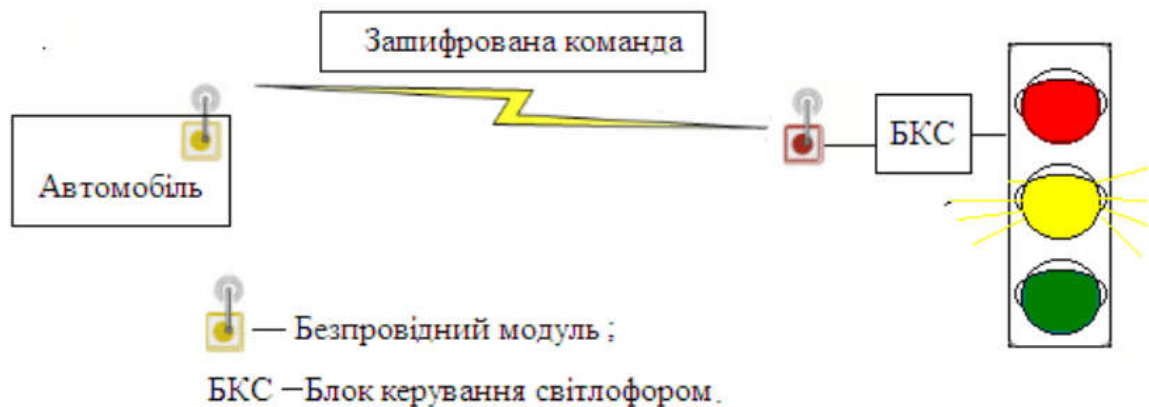 Зашифрована команда
Автомобіль
БКС
— Безпровідний модуль ;
БКС –Блок керування світлофором.